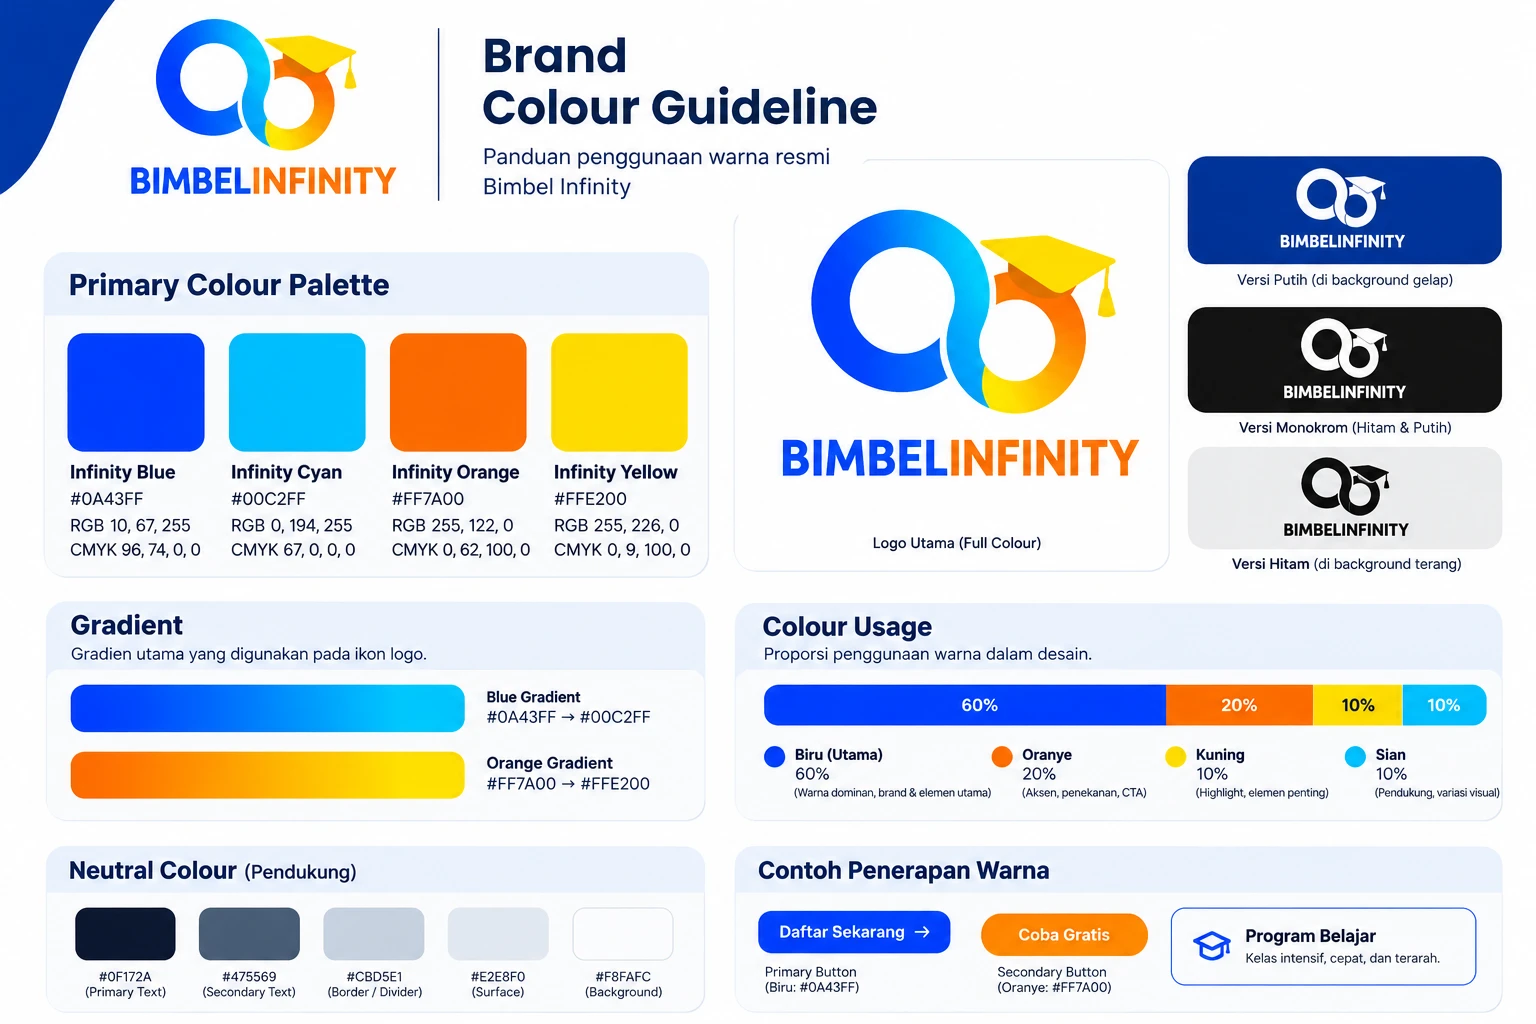 BIMBELINFINITY
Brand
Colour Guideline
Panduan penggunaan warna resmi
Bimbel Infinity
Primary Colour Palette
Infinity Blue
#0A43FF
RGB 10, 67, 255
CMYK 96, 74, 0, 0
Infinity Cyan
#00C2FF
RGB 0, 194, 255
CMYK 67, 0, 0, 0
Infinity Orange
#FF7A00
RGB 255, 122, 0
CMYK 0, 62, 100, 0
Infinity Yellow
#FFE200
RGB 255, 226, 0
CMYK 0, 9, 100, 0
BIMBELINFINITY
Logo Utama (Full Colour)
BIMBELINFINITY
Versi Putih (di background gelap)
BIMBELINFINITY
Versi Monokrom (Hitam & Putih)
BIMBELINFINITY
Versi Hitam (di background terang)
Gradient
Gradien utama yang digunakan pada ikon logo.
Blue Gradient
#0A43FF → #00C2FF
Orange Gradient
#FF7A00 → #FFE200
Colour Usage
Proporsi penggunaan warna dalam desain.
60%
20%
10%
10%
Biru (Utama)
60%
(Warna dominan, brand & elemen utama)
Oranye
20%
(Aksen, penekanan, CTA)
Kuning
10%
(Highlight, elemen penting)
Sian
10%
(Pendukung, variasi visual)
Neutral Colour (Pendukung)
#0F172A
(Primary Text)
#475569
(Secondary Text)
#CBD5E1
(Border / Divider)
#E2E8F0
(Surface)
#F8FAFC
(Background)
Contoh Penerapan Warna
Daftar Sekarang →
Primary Button
(Biru: #0A43FF)
Coba Gratis
Secondary Button
(Oranye: #FF7A00)
Program Belajar
Kelas intensif, cepat, dan terarah.